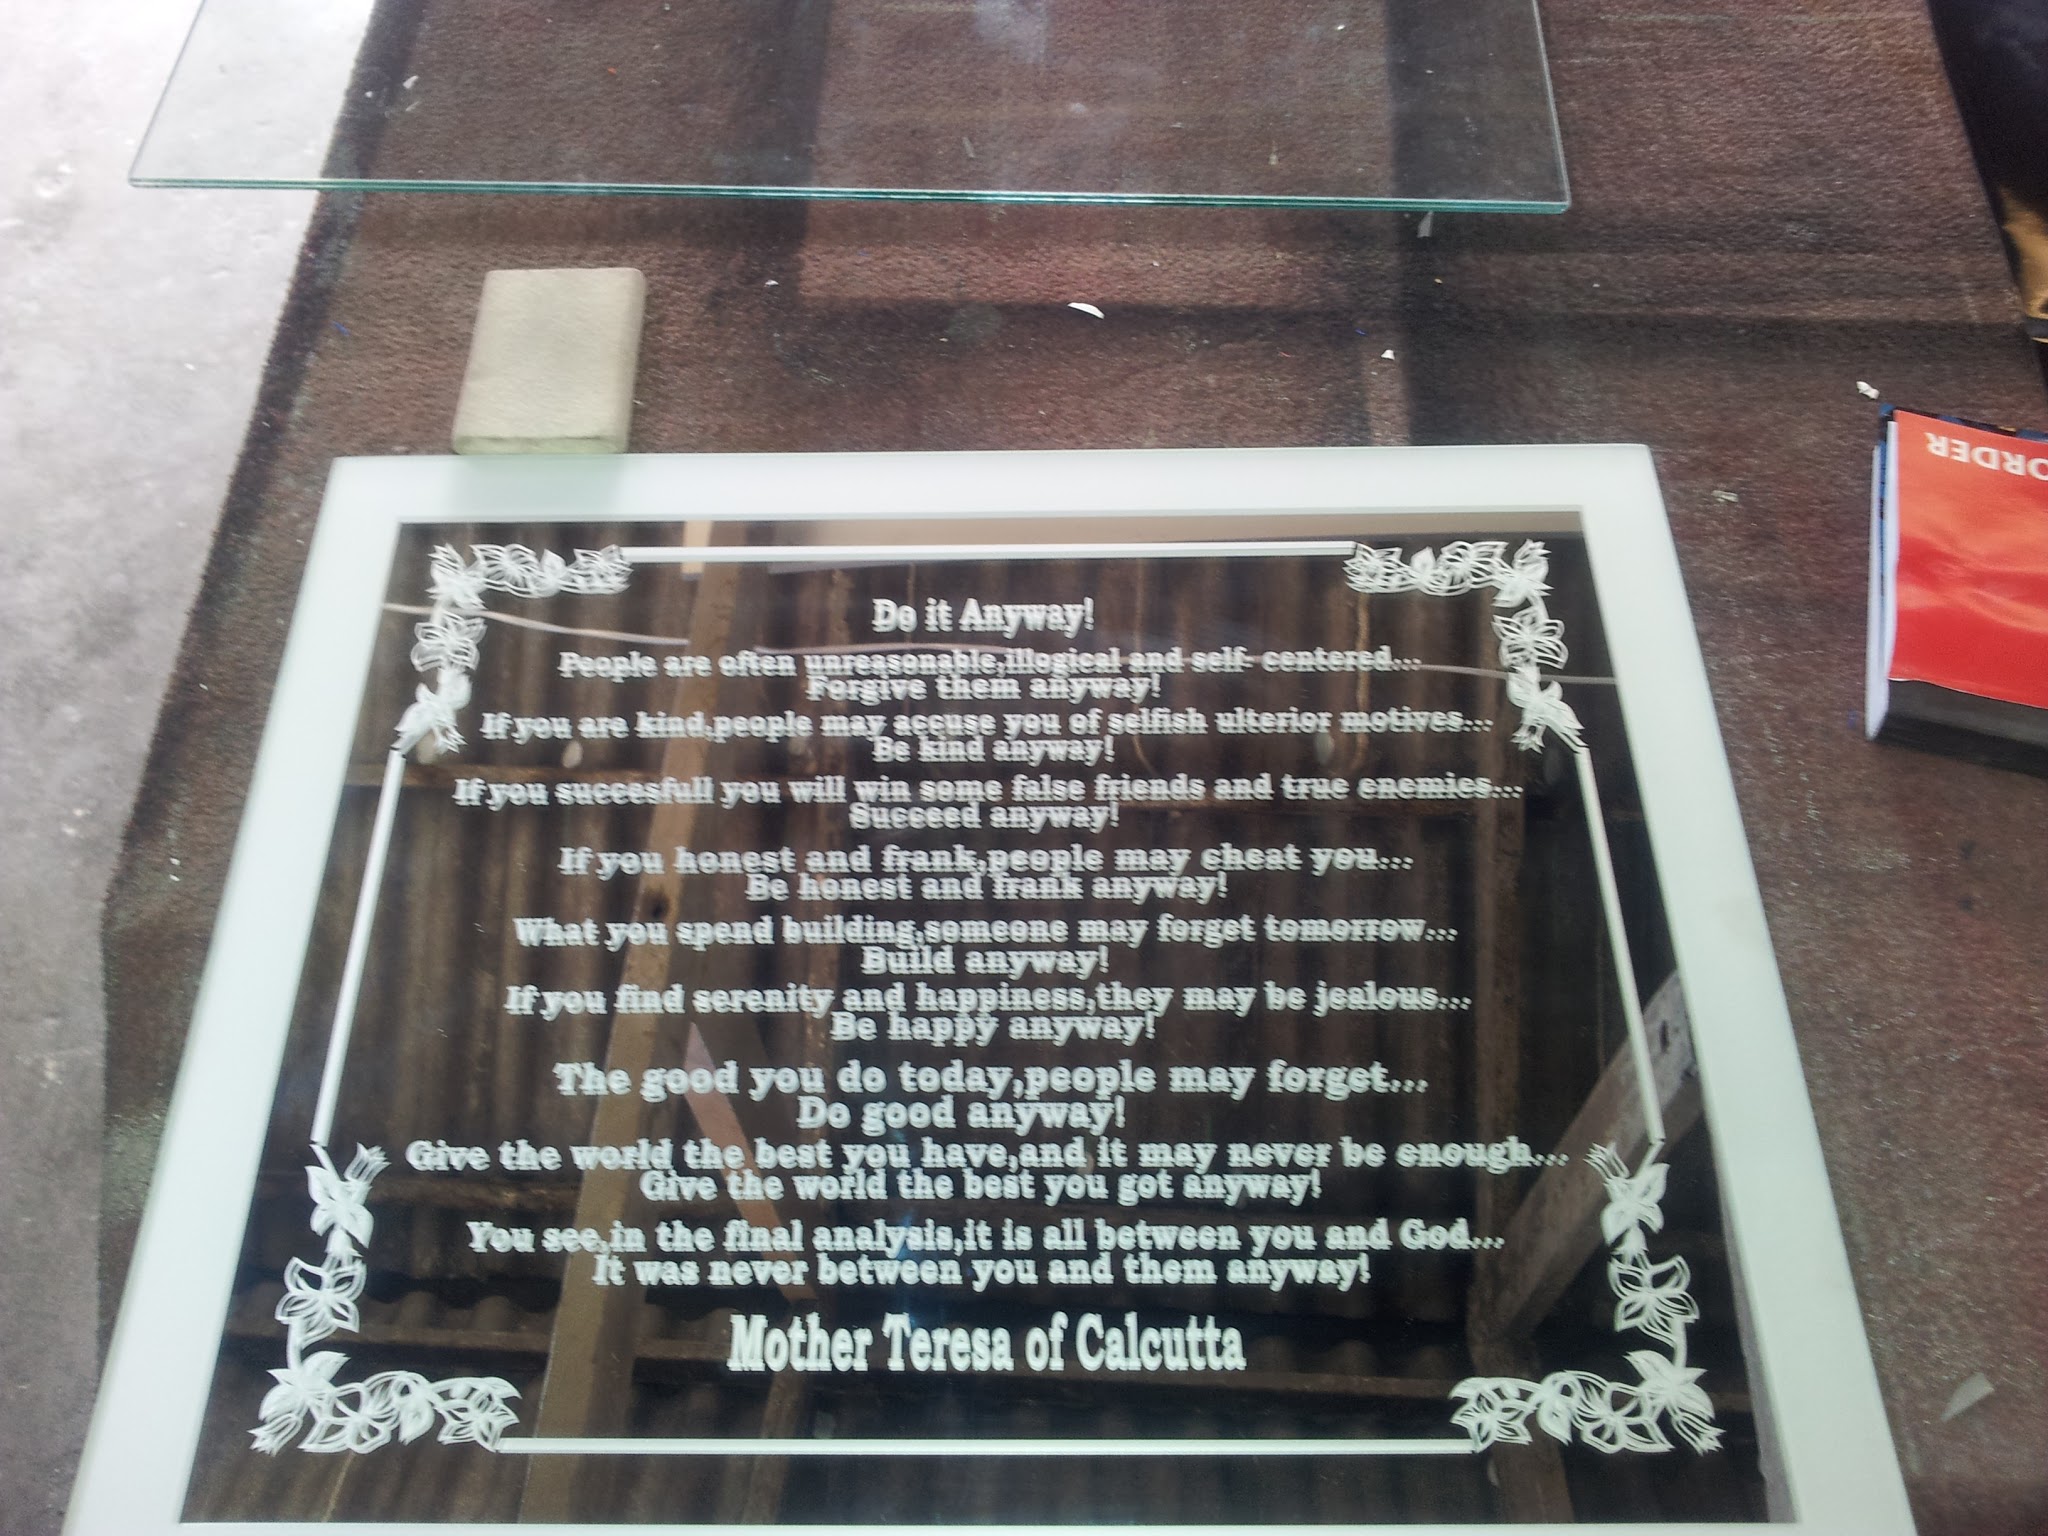 ORDER
Do it Anyway!
People are often unreasonable,illogical and self- centered...
Forgive them anyway!
If you are kind,people may accuse you of selfish ulterior motives...
Be kind anyway!
If you succesfull you will win some false friends and true enemies...
Succeed anyway!
If you honest and frank,people may cheat you...
Be honest and frank anyway!
What you spend building,someone may forget tomorrow...
Build anyway!
If you find serenity and happiness,they may be jealous...
Be happy anyway!
The good you do today,people may forget...
Do good anyway!
Give the world the best you have,and it may never be enough...
Give the world the best you got anyway!
You see,in the final analysis,it is all between you and God...
It was never between you and them anyway!
Mother Teresa of Calcutta